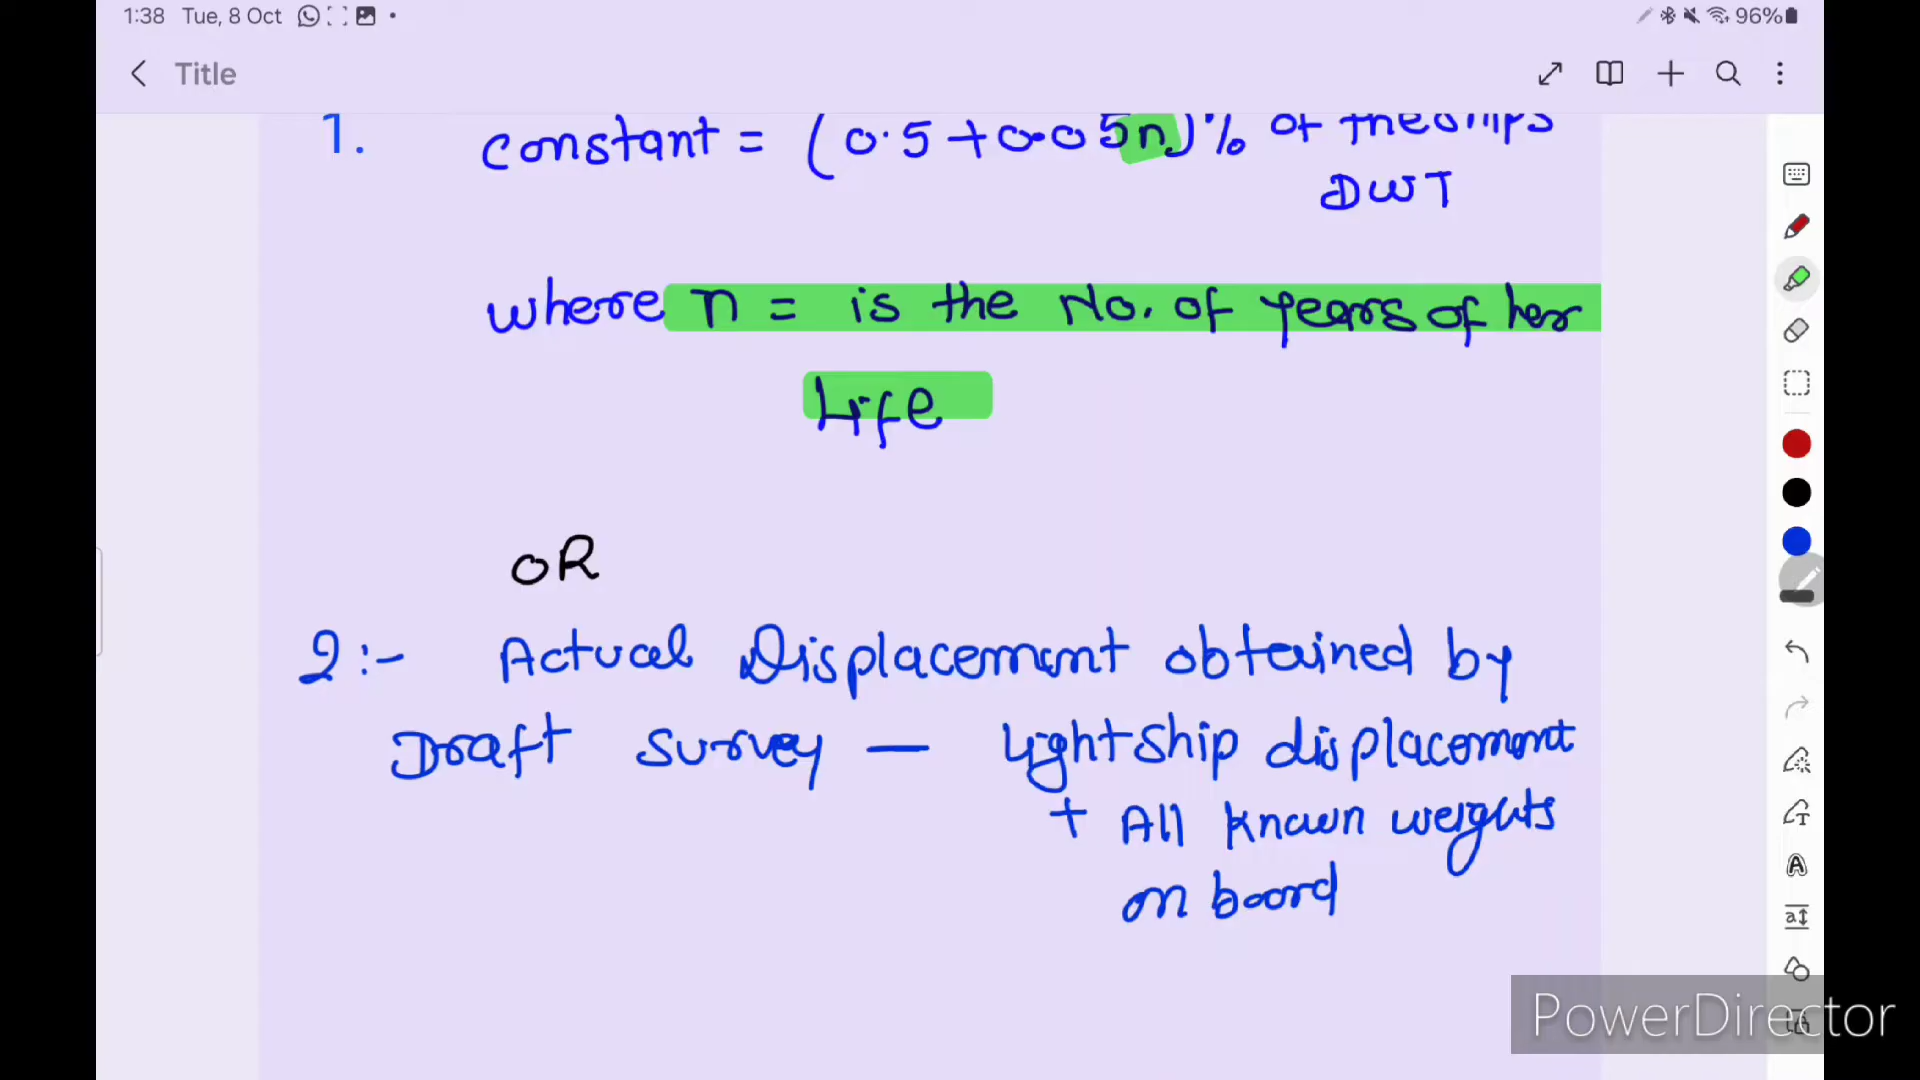 1:38 Tue, 8 Oct 96%
Title
1. constant = (0.5+0.05n)% of the ships
DWT
where n = is the No. of years of her
Life
OR
2:- Actual Displacement obtained by
Draft survey — Lightship displacement
+ All known weights
on board
PowerDirector